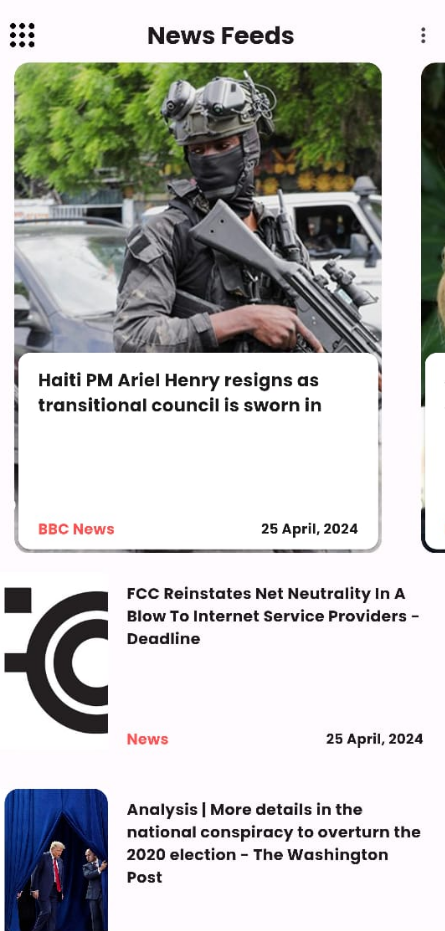 News Feeds
Haiti PM Ariel Henry resigns as
transitional council is sworn in
BBC News
25 April, 2024
FCC Reinstates Net Neutrality In A
Blow To Internet Service Providers -
Deadline
News
25 April, 2024
Analysis | More details in the
national conspiracy to overturn the
2020 election - The Washington
Post